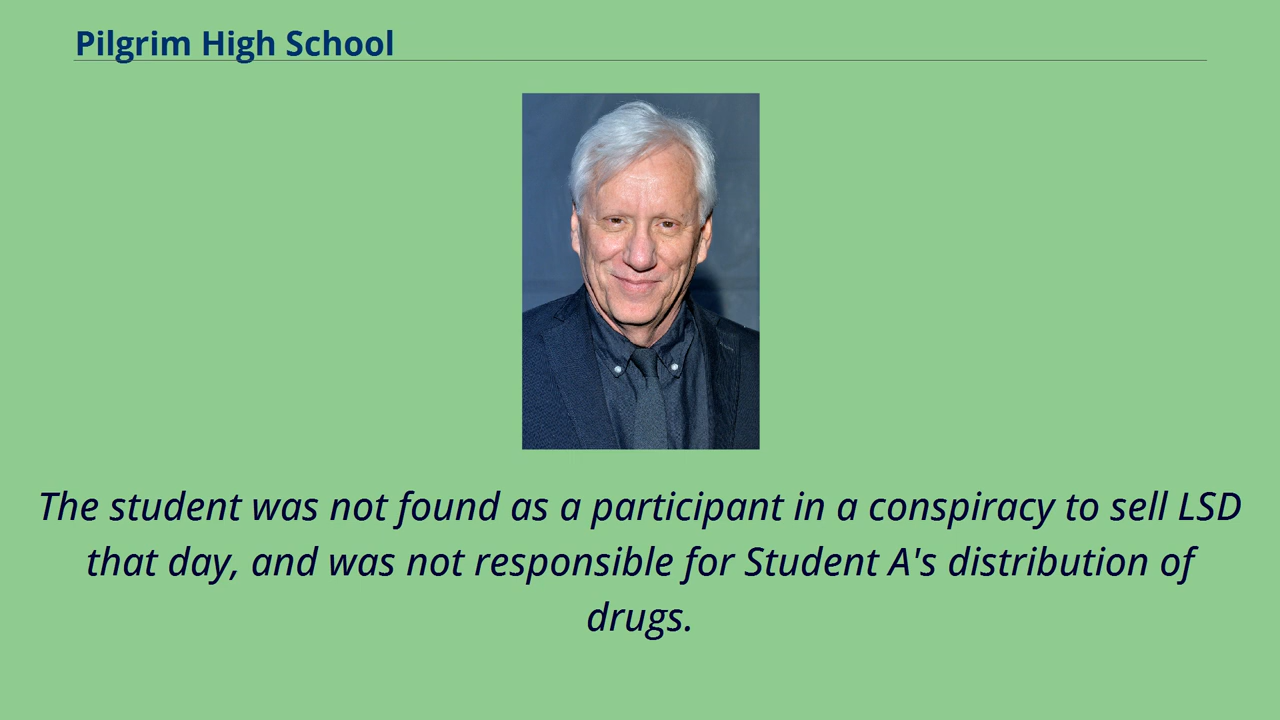 Pilgrim High School
The student was not found as a participant in a conspiracy to sell LSD
that day, and was not responsible for Student A's distribution of
drugs.